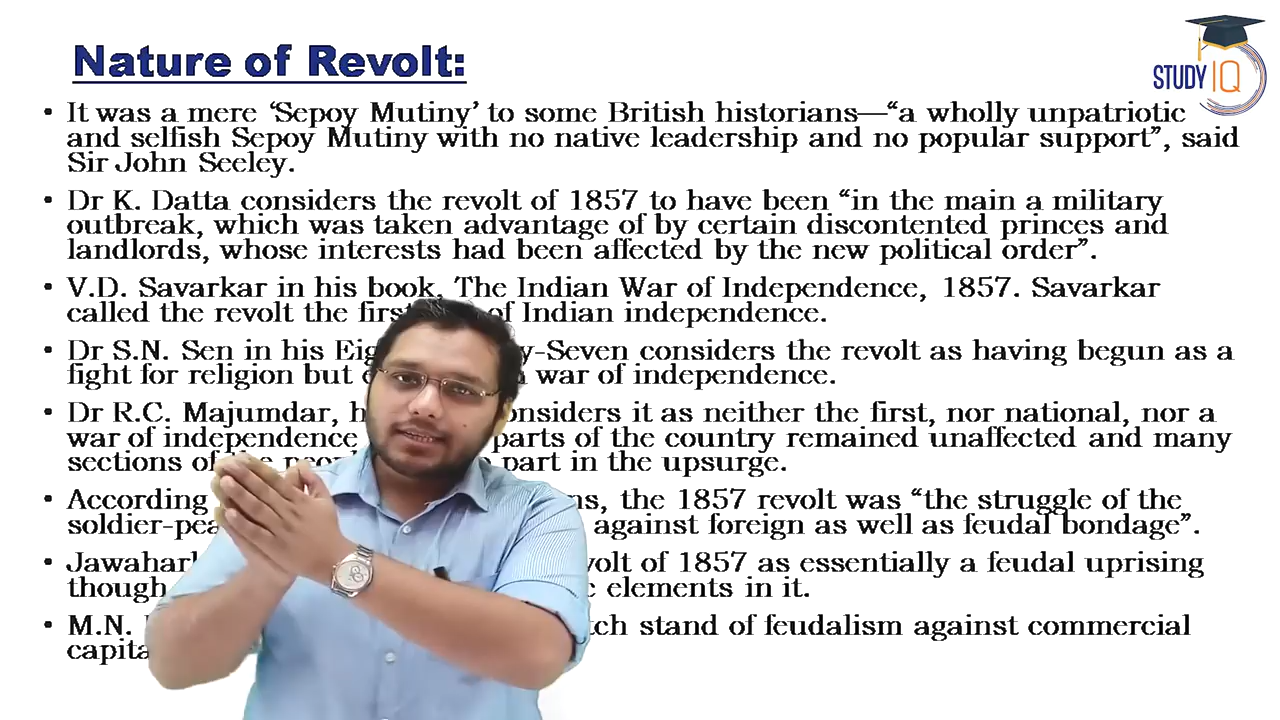 Nature of Revolt:
STUDY IQ
• It was a mere ‘Sepoy Mutiny’ to some British historians—“a wholly unpatriotic
and selfish Sepoy Mutiny with no native leadership and no popular support”, said
Sir John Seeley.
• Dr K. Datta considers the revolt of 1857 to have been “in the main a military
outbreak, which was taken advantage of by certain discontented princes and
landlords, whose interests had been affected by the new political order”.
• V.D. Savarkar in his book, The Indian War of Independence, 1857. Savarkar
called the revolt the first of Indian independence.
• Dr S.N. Sen in his considers the revolt as having begun as a
fight for religion but war of independence.
• Dr R.C. Majumdar, considers it as neither the first, nor national, nor a
war of independence parts of the country remained unaffected and many
sections of the part in the upsurge.
• According the 1857 revolt was “the struggle of the
against foreign as well as feudal bondage”.
• of 1857 as essentially a feudal uprising
though elements in it.
• M.N. stand of feudalism against commercial